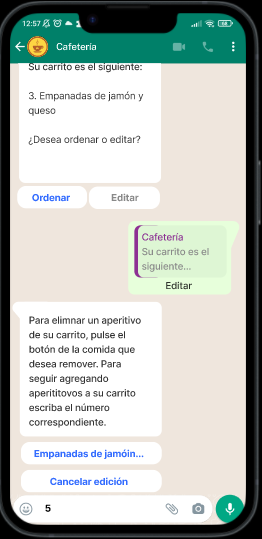 12:57
Cafetería
Su carrito es el siguiente:
3. Empanadas de jamón y
queso
¿Desea ordenar o editar?
Ordenar
Editar
Cafetería
Su carrito es el
siguiente...
Editar
Para elimnar un aperitivo
de su carrito, pulse el
botón de la comida que
desea remover. Para
seguir agregando
aperititovos a su carrito
escriba el número
correspondiente.
Empanadas de jamóin...
Cancelar edición
5